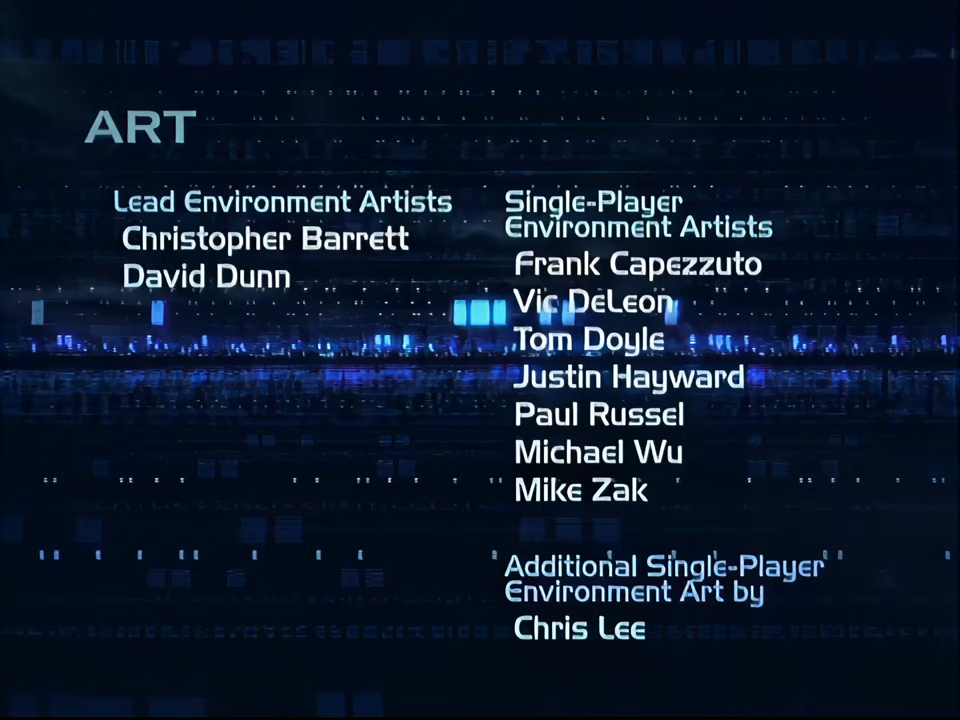 ART
Lead Environment Artists
Christopher Barrett
David Dunn
Single-Player
Environment Artists
Frank Capezzuto
Vic DeLeon
Tom Doyle
Justin Hayward
Paul Russel
Michael Wu
Mike Zak
Additional Single-Player
Environment Art by
Chris Lee